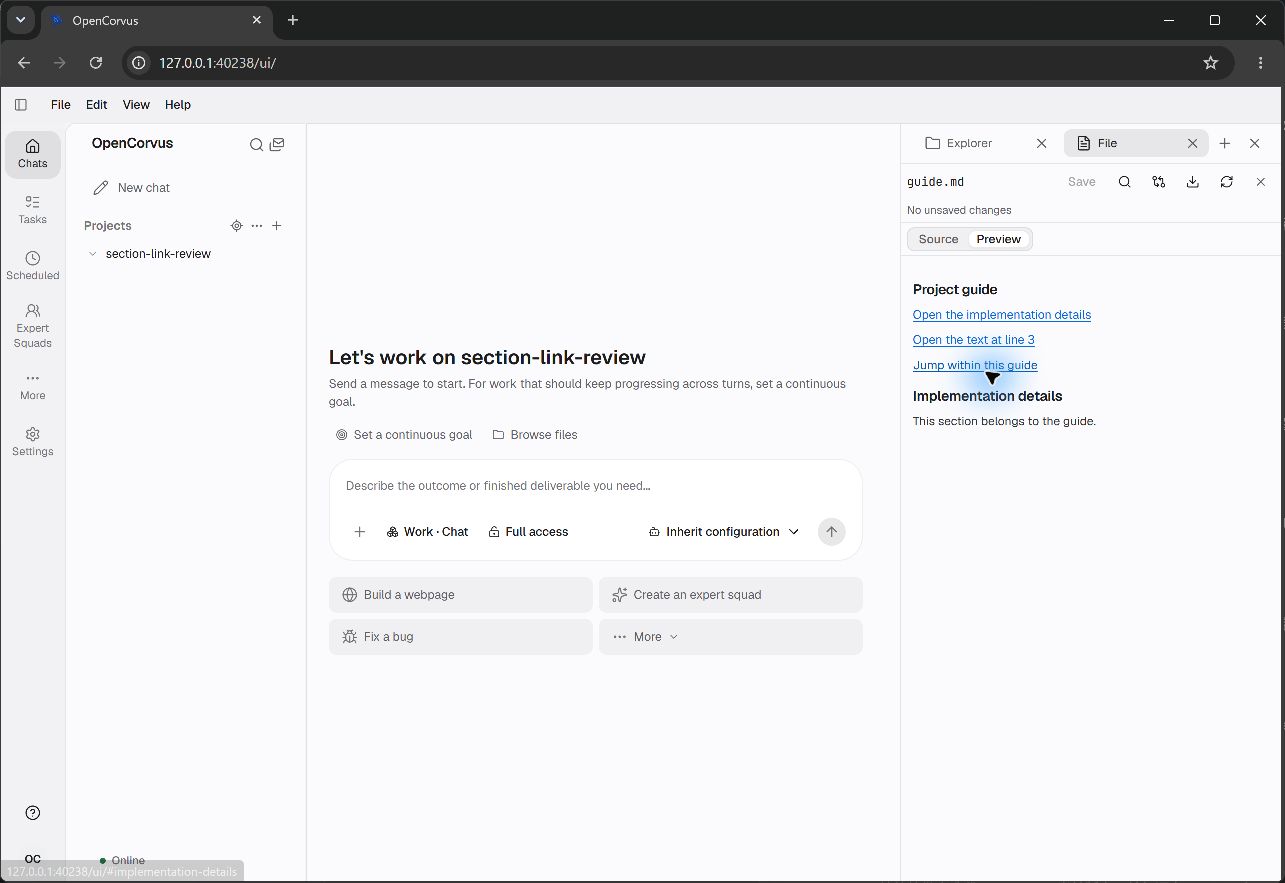 OpenCorvus
127.0.0.1:40238/ui/
File Edit View Help
Chats
Tasks
Scheduled
Expert
Squads
More
Settings
OC
OpenCorvus
New chat
Projects
section-link-review
Online
127.0.0.1:40238/ui/#implementation-details
Let's work on section-link-review
Send a message to start. For work that should keep progressing across turns, set a continuous
goal.
Set a continuous goal Browse files
Describe the outcome or finished deliverable you need...
Work · Chat Full access Inherit configuration
Build a webpage Create an expert squad
Fix a bug More
Explorer File
guide.md Save
No unsaved changes
Source Preview
Project guide
Open the implementation details
Open the text at line 3
Jump within this guide
Implementation details
This section belongs to the guide.